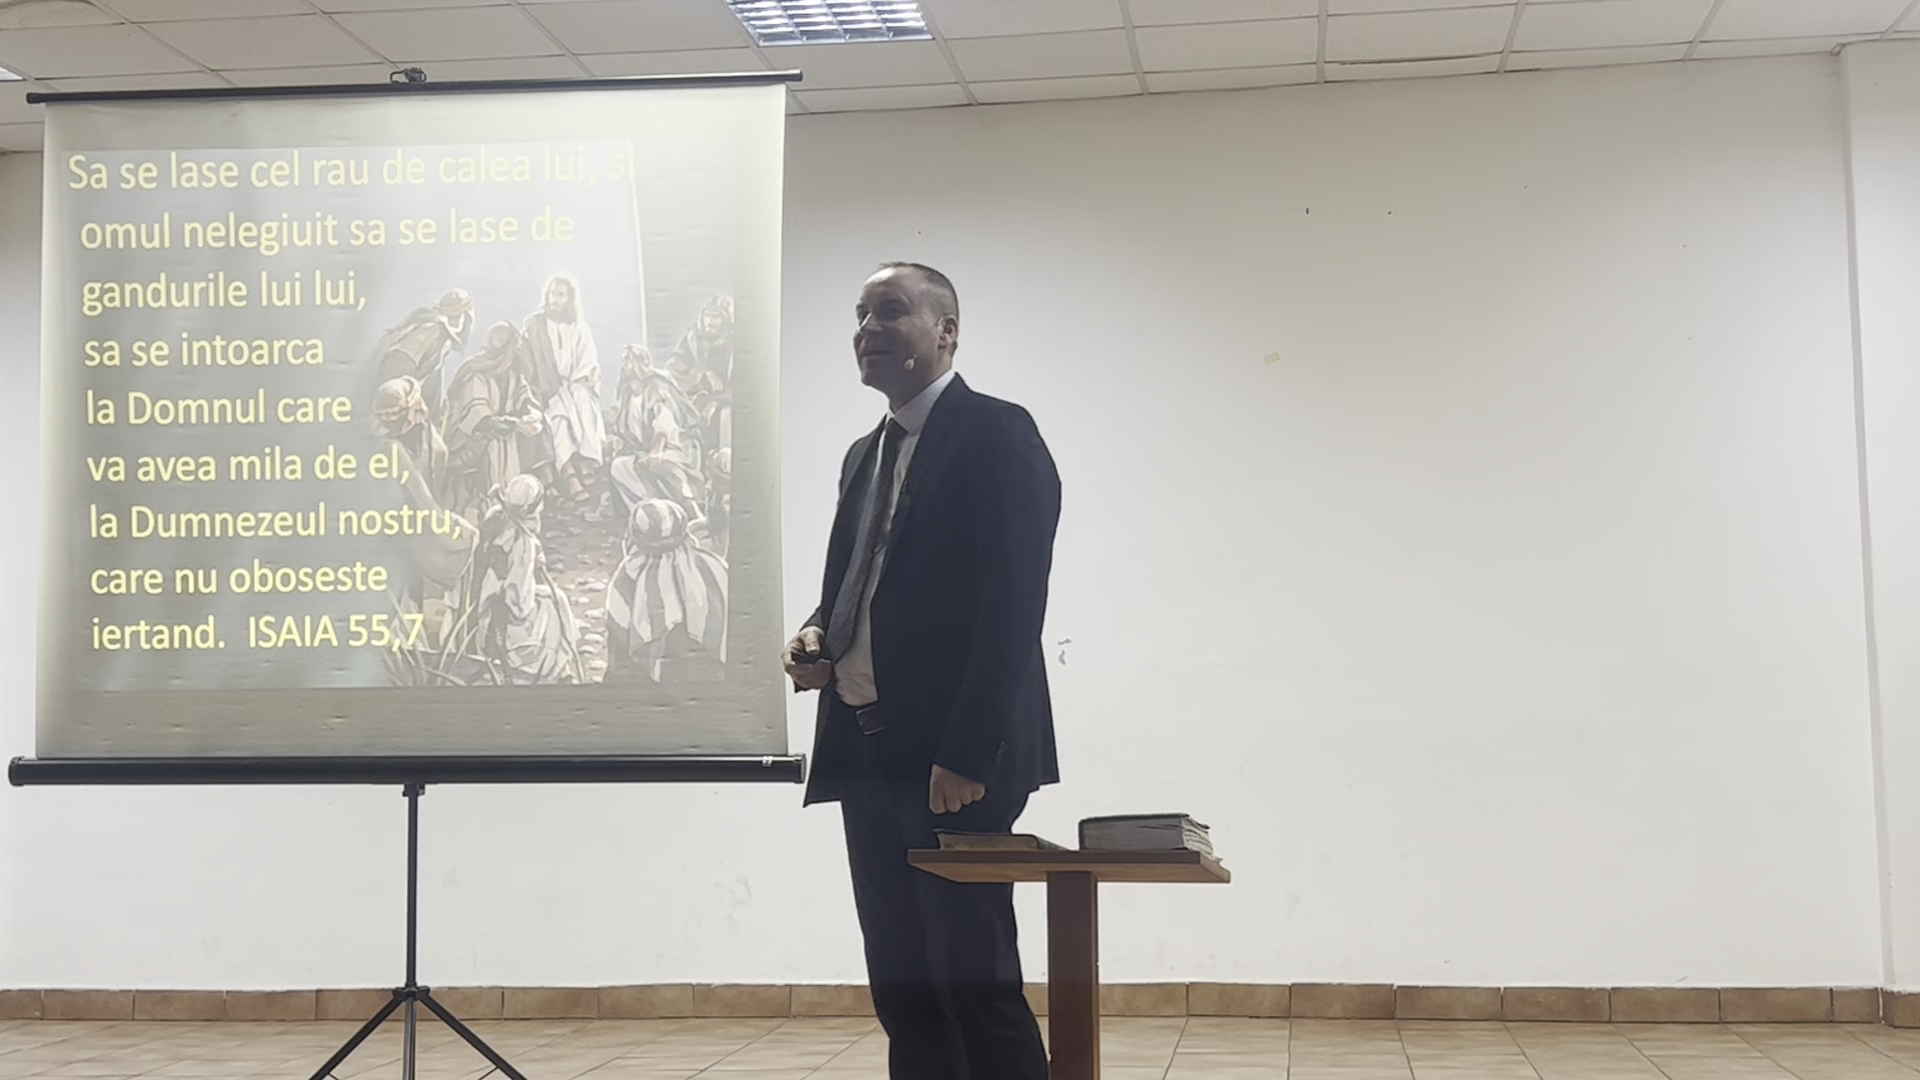 Sa se lase cel rau de calea lui, si
omul nelegiuit sa se lase de
gandurile lui lui,
sa se intoarca
la Domnul care
va avea mila de el,
la Dumnezeul nostru,
care nu oboseste
iertand. ISAIA 55,7